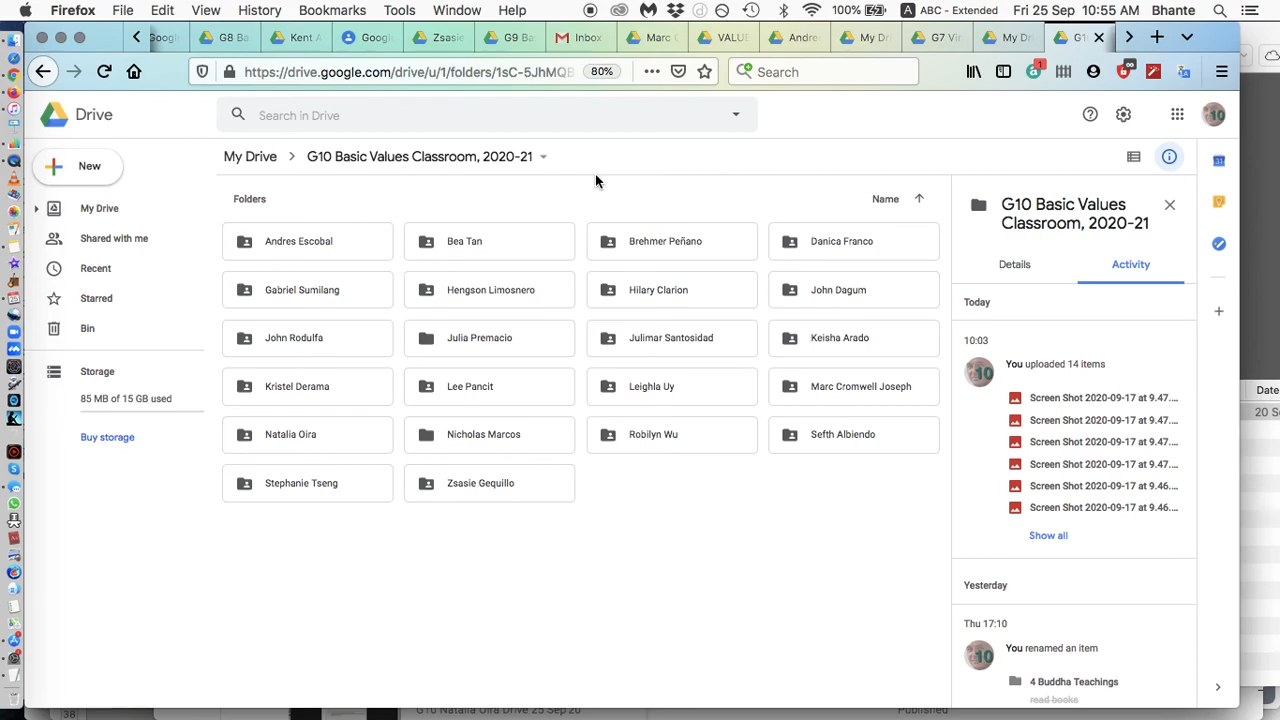 Firefox File Edit View History Bookmarks Tools Window Help 100% A ABC - Extended Fri 25 Sep 10:55 AM Bhante
Google G8 Ba Kent A Google Zsasie G9 Ba Inbox Marc C VALUE Andre My D G7 Vir My Dr G10
https://drive.google.com/drive/u/1/folders/1sC-5JhMQB 80% Search
Drive Search in Drive
New
My Drive > G10 Basic Values Classroom, 2020-21
My Drive
Shared with me
Recent
Starred
Bin
Storage
85 MB of 15 GB used
Buy storage
Folders Name
Andres Escobal Bea Tan Brehmer Peñano Danica Franco
Gabriel Sumilang Hengson Limosnero Hilary Clarion John Dagum
John Rodulfa Julia Premacio Julimar Santosidad Keisha Arado
Kristel Derama Lee Pancit Leighla Uy Marc Cromwell Joseph
Natalia Oira Nicholas Marcos Robilyn Wu Sefth Albiendo
Stephanie Tseng Zsasie Gequillo
G10 Basic Values
Classroom, 2020-21
Details Activity
Today
10:03
You uploaded 14 items
Screen Shot 2020-09-17 at 9.47....
Screen Shot 2020-09-17 at 9.47....
Screen Shot 2020-09-17 at 9.47....
Screen Shot 2020-09-17 at 9.47....
Screen Shot 2020-09-17 at 9.46....
Screen Shot 2020-09-17 at 9.46....
Show all
Yesterday
Thu 17:10
You renamed an item
4 Buddha Teachings
read books
Date
20 Se
38 G10 Natalia Oira Drive 25 Sep 20 Published